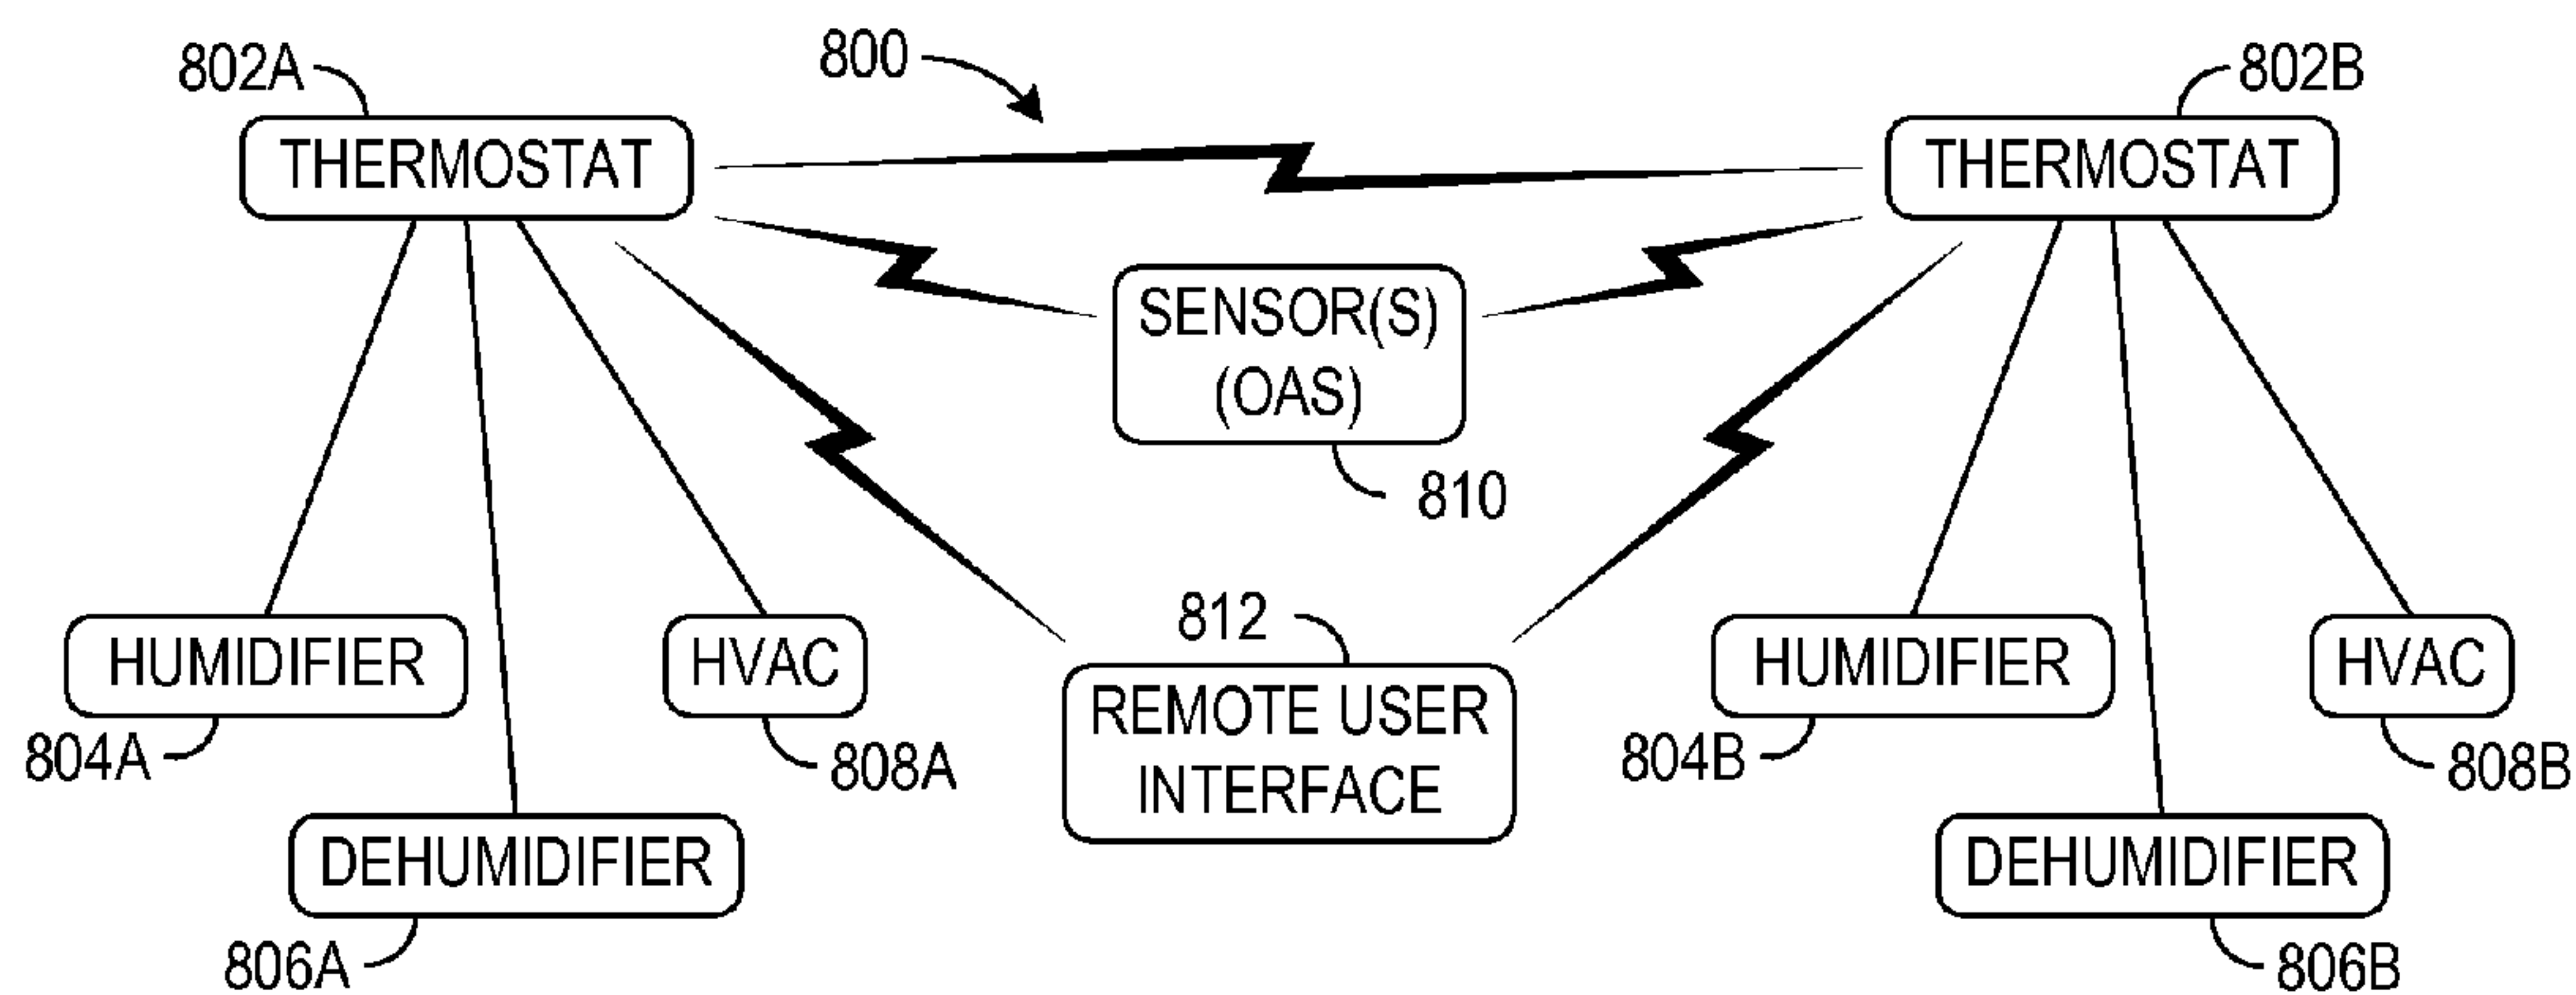 800
802A
802B
THERMOSTAT
THERMOSTAT
SENSOR(S)
(OAS)
810
812
HUMIDIFIER
HVAC
REMOTE USER
INTERFACE
HUMIDIFIER
HVAC
804A
808A
804B
808B
DEHUMIDIFIER
DEHUMIDIFIER
806A
806B